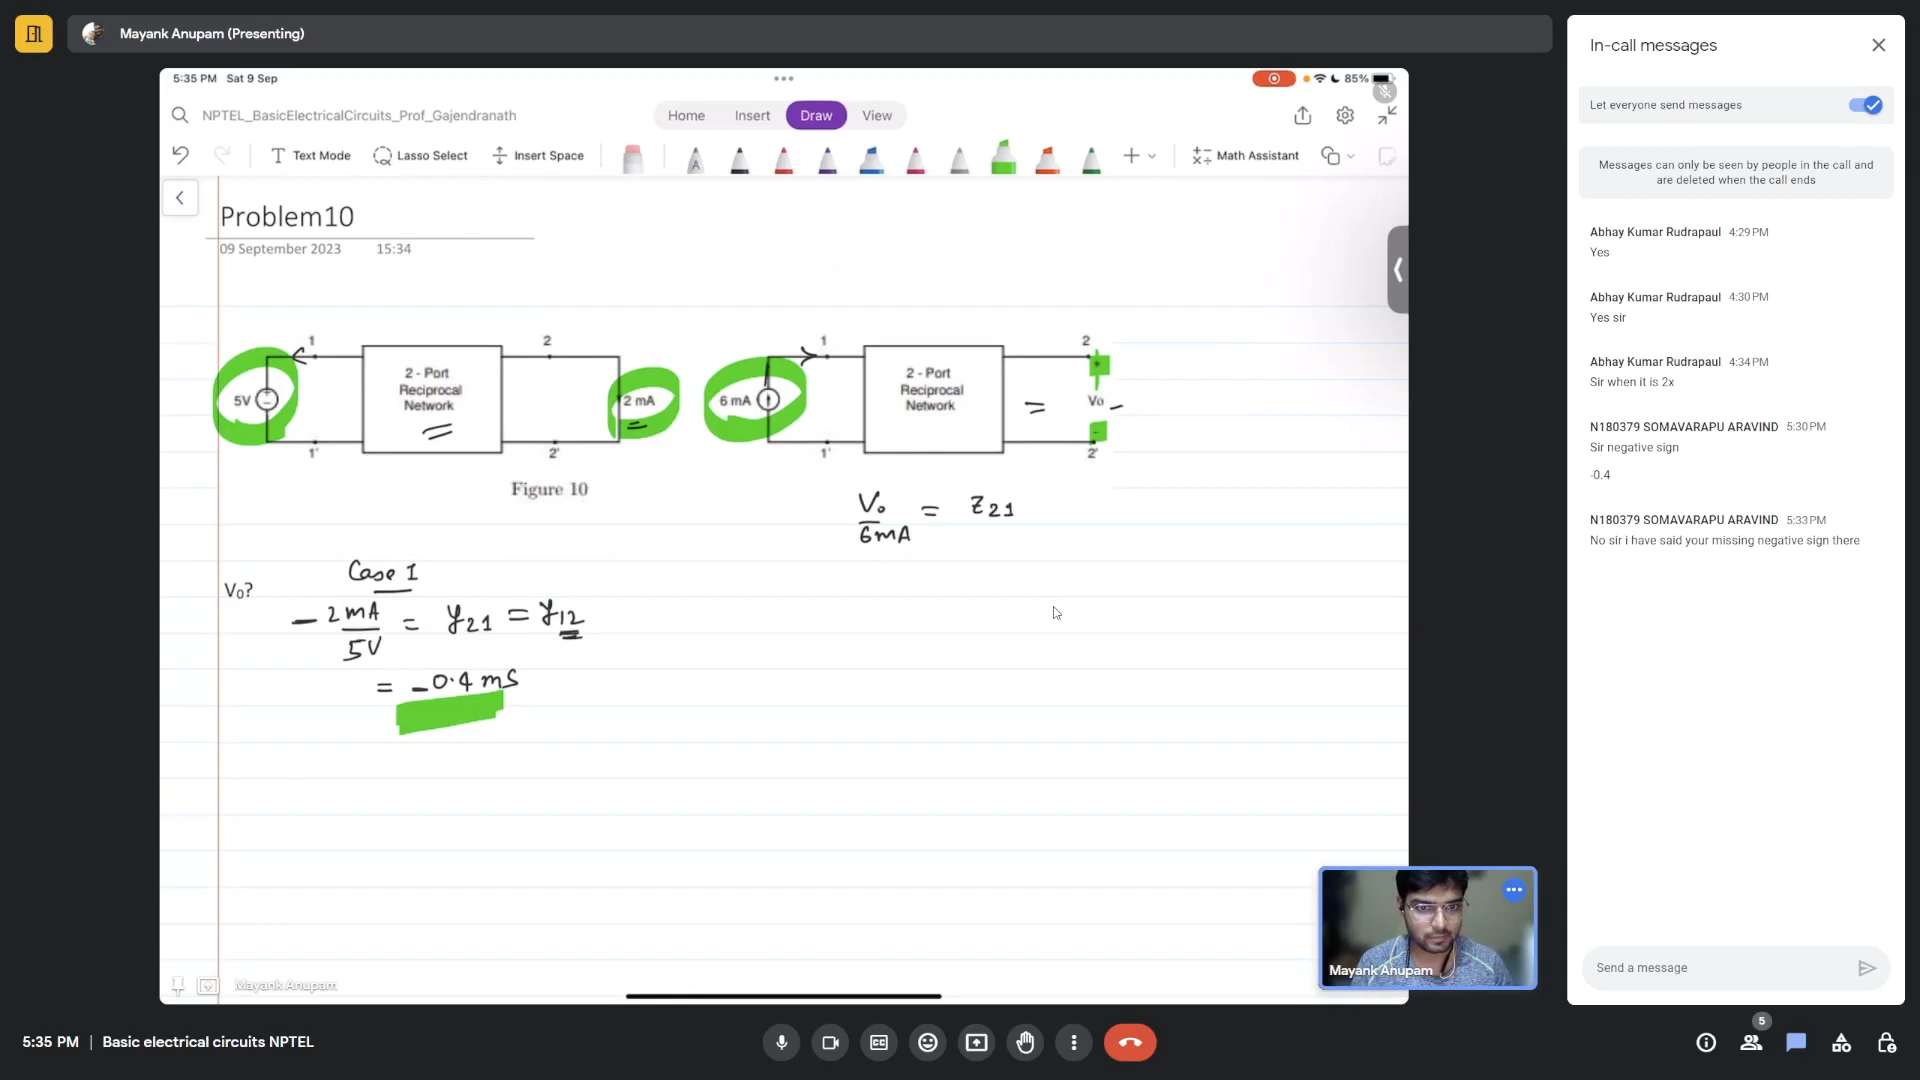 Mayank Anupam (Presenting)
5:35 PM Sat 9 Sep
85%
NPTEL_BasicElectricalCircuits_Prof_Gajendranath
Home Insert Draw View
Text Mode Lasso Select Insert Space Math Assistant
Problem10
09 September 2023 15:34
1 2 1 2
2 - Port
Reciprocal
Network
5V
2 mA
6 mA
2 - Port
Reciprocal
Network
+
= Vo -
-
1' 2' 1' 2'
Figure 10
Vo/6mA = Z21
Case 1
V₀?
- 2mA/5V = y21 = y12
= -0.4 mS
Mayank Anupam
Mayank Anupam
5:35 PM | Basic electrical circuits NPTEL
5
In-call messages
Let everyone send messages
Messages can only be seen by people in the call and
are deleted when the call ends
Abhay Kumar Rudrapaul 4:29 PM
Yes
Abhay Kumar Rudrapaul 4:30 PM
Yes sir
Abhay Kumar Rudrapaul 4:34 PM
Sir when it is 2x
N180379 SOMAVARAPU ARAVIND 5:30 PM
Sir negative sign
-0.4
N180379 SOMAVARAPU ARAVIND 5:33 PM
No sir i have said your missing negative sign there
Send a message